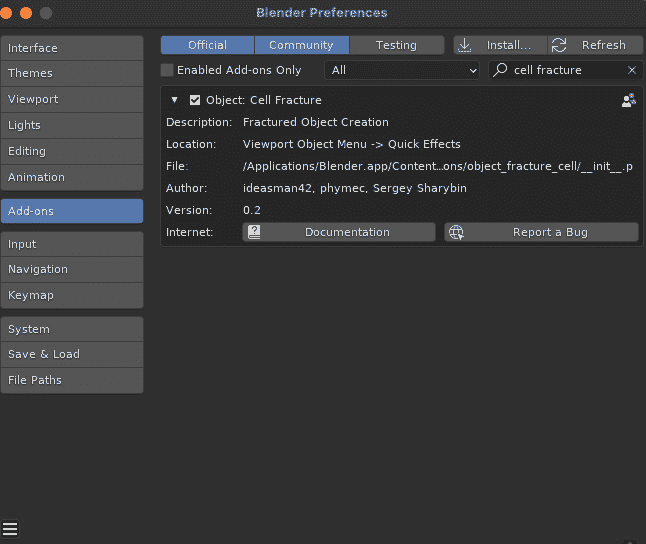 Blender Preferences
Interface
Themes
Viewport
Lights
Editing
Animation
Add-ons
Input
Navigation
Keymap
System
Save & Load
File Paths
Official Community Testing Install... Refresh
Enabled Add-ons Only All cell fracture
Object: Cell Fracture
Description: Fractured Object Creation
Location: Viewport Object Menu -> Quick Effects
File: /Applications/Blender.app/Content...ons/object_fracture_cell/__init__.p
Author: ideasman42, phymec, Sergey Sharybin
Version: 0.2
Internet: Documentation Report a Bug